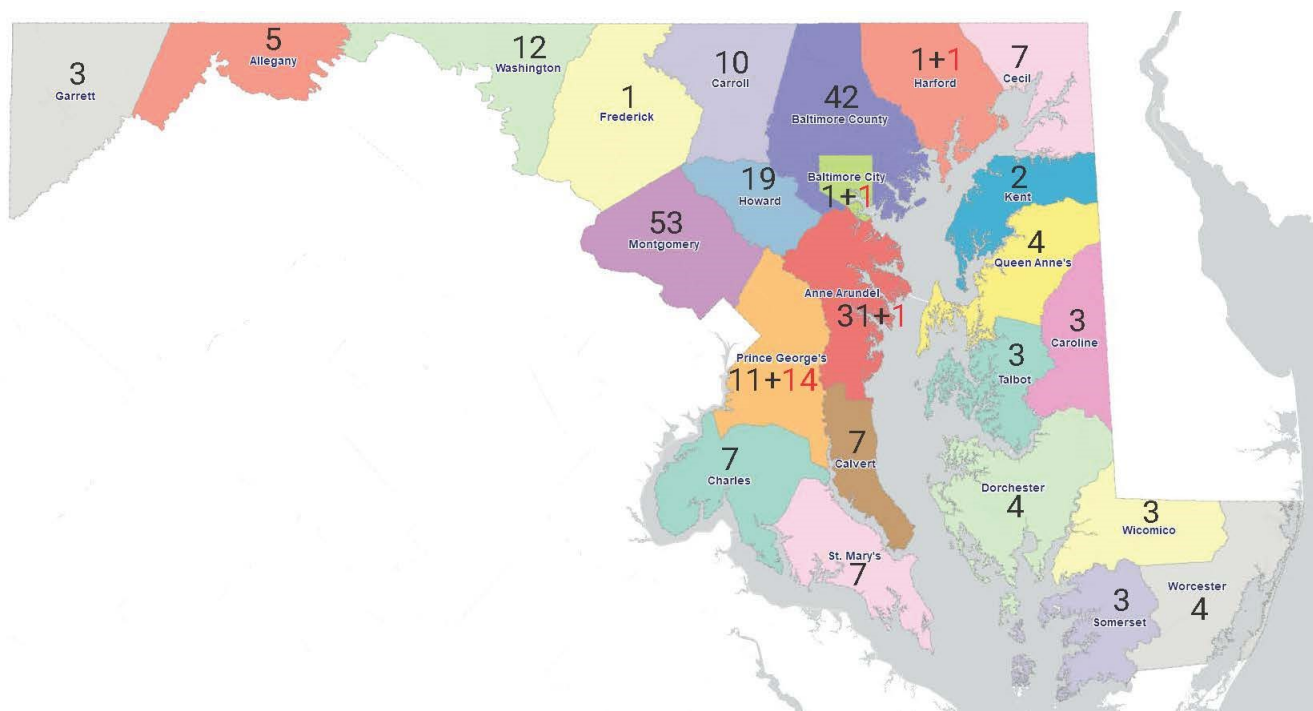 3
Garrett
5
Allegany
12
Washington
1
Frederick
10
Carroll
42
Baltimore County
1+1
Harford
7
Cecil
Baltimore City
1+1
19
Howard
53
Montgomery
2
Kent
4
Queen Anne's
Anne Arundel
31+1
3
Caroline
Prince George's
11+14
3
Talbot
7
Charles
7
Calvert
Dorchester
4
3
Wicomico
St. Mary's
7
3
Somerset
Worcester
4